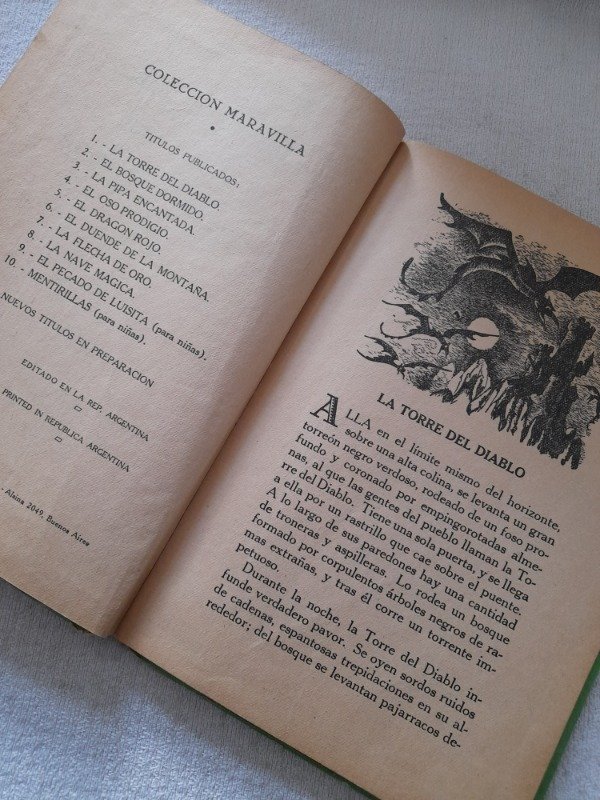 COLECCION MARAVILLA
TITULOS PUBLICADOS:
1. - LA TORRE DEL DIABLO.
2. - EL BOSQUE DORMIDO.
3. - LA PIPA ENCANTADA.
4. - EL OSO PRODIGIO.
5. - EL DRAGON ROJO.
6. - EL DUENDE DE LA MONTAÑA.
7. - LA FLECHA DE ORO.
8. - LA NAVE MAGICA.
9. - EL PECADO DE LUISITA (para niñas).
10. - MENTIRILLAS (para niñas).
NUEVOS TITULOS EN PREPARACION
EDITADO EN LA REP. ARGENTINA
PRINTED IN REPUBLICA ARGENTINA
- Alsina 2049, Buenos Aires
LA TORRE DEL DIABLO
ALLA en el límite mismo del horizonte,
sobre una alta colina, se levanta un gran
torreón negro verdoso, rodeado de un foso pro-
fundo y coronado por empingorotadas alme-
nas, al que las gentes del pueblo llaman la To-
rre del Diablo. Tiene una sola puerta, y se llega
a ella por un rastrillo que cae sobre el puente.
A lo largo de sus paredones hay una cantidad
de troneras y aspilleras. Lo rodea un bosque
formado por corpulentos árboles negros de ra-
mas extrañas, y tras él corre un torrente im-
petuoso.
Durante la noche, la Torre del Diablo in-
funde verdadero pavor. Se oyen sordos ruidos
de cadenas, espantosas trepidaciones en su al-
rededor; del bosque se levantan pajarracos de-